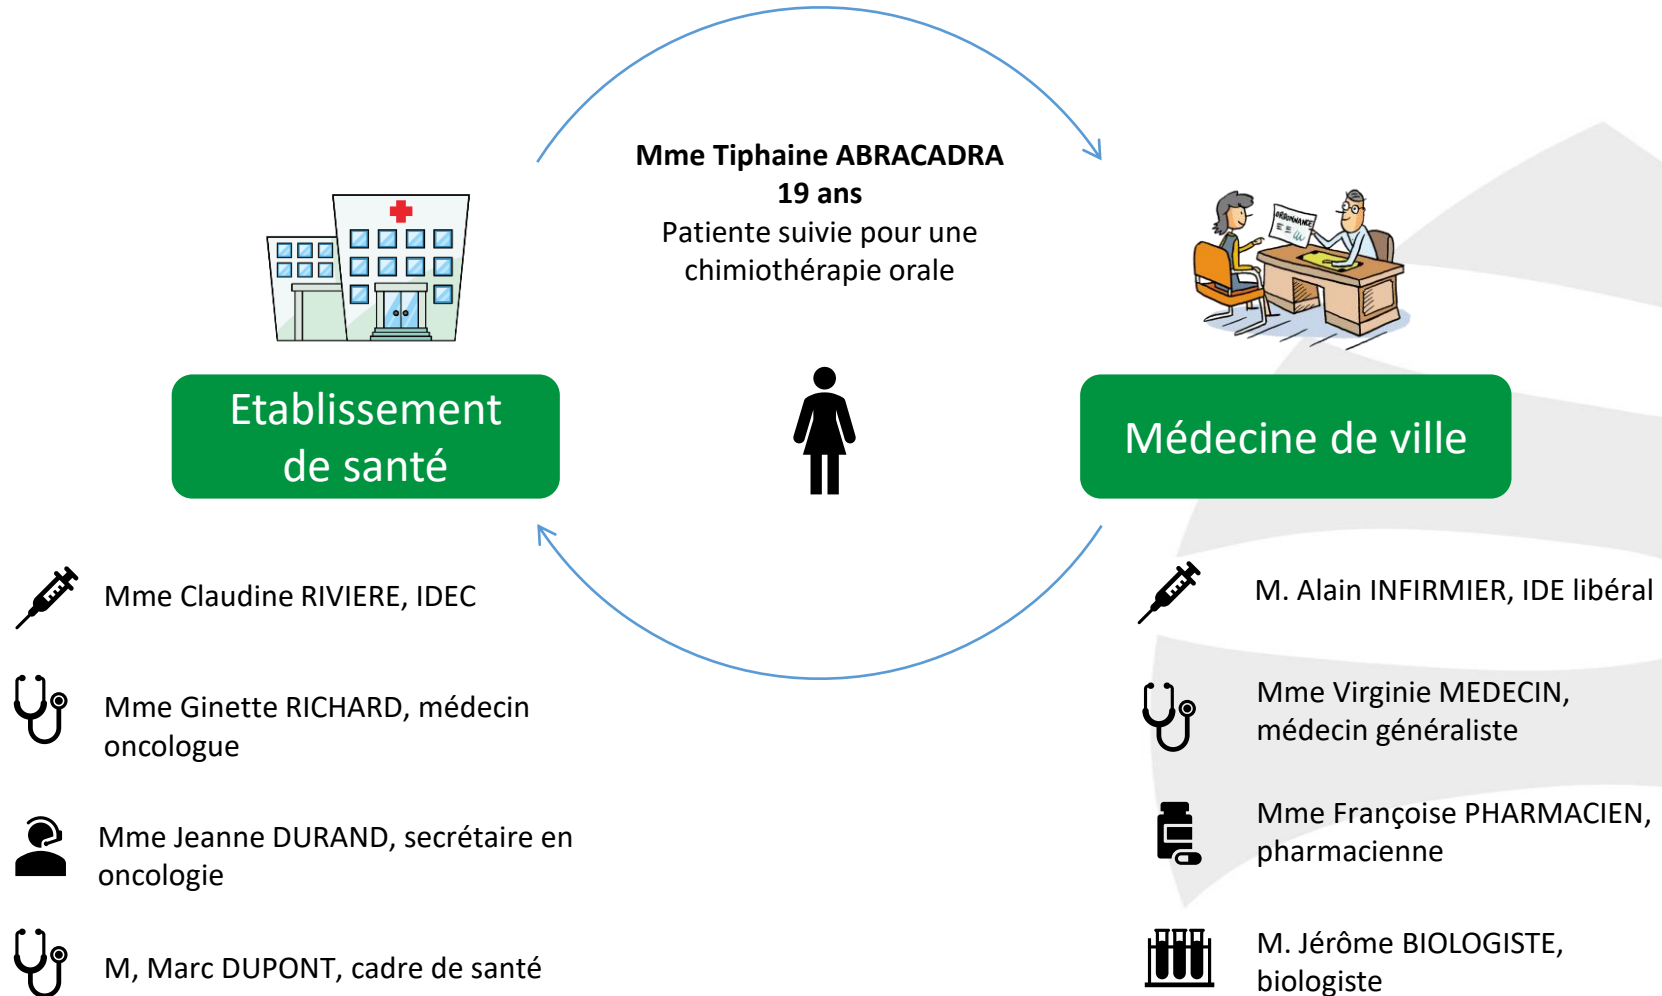 Mme Tiphaine ABRACADRA
19 ans
Patiente suivie pour une
chimiothérapie orale
ORDONNANCE
Etablissement
de santé
Médecine de ville
Mme Claudine RIVIERE, IDEC
Mme Ginette RICHARD, médecin
oncologue
Mme Jeanne DURAND, secrétaire en
oncologie
M, Marc DUPONT, cadre de santé
M. Alain INFIRMIER, IDE libéral
Mme Virginie MEDECIN,
médecin généraliste
Mme Françoise PHARMACIEN,
pharmacienne
M. Jérôme BIOLOGISTE,
biologiste